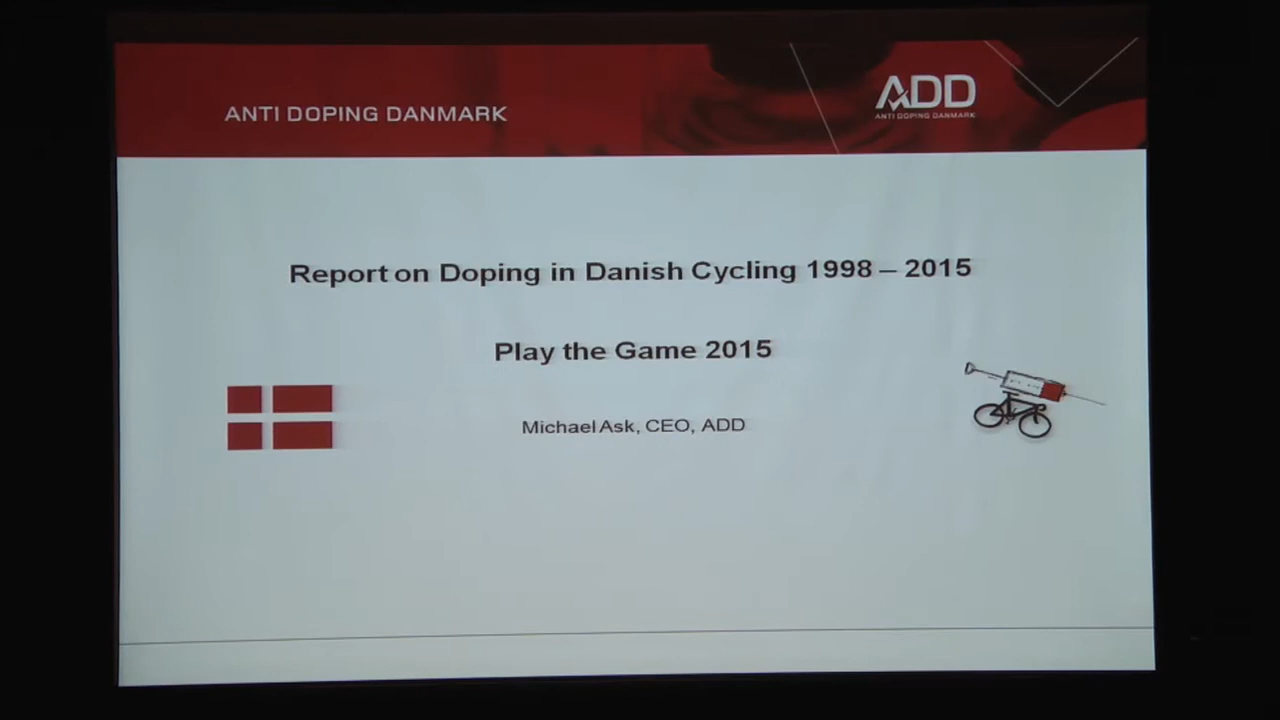 ANTI DOPING DANMARK
ADD
ANTI DOPING DANMARK
Report on Doping in Danish Cycling 1998 – 2015
Play the Game 2015
Michael Ask, CEO, ADD